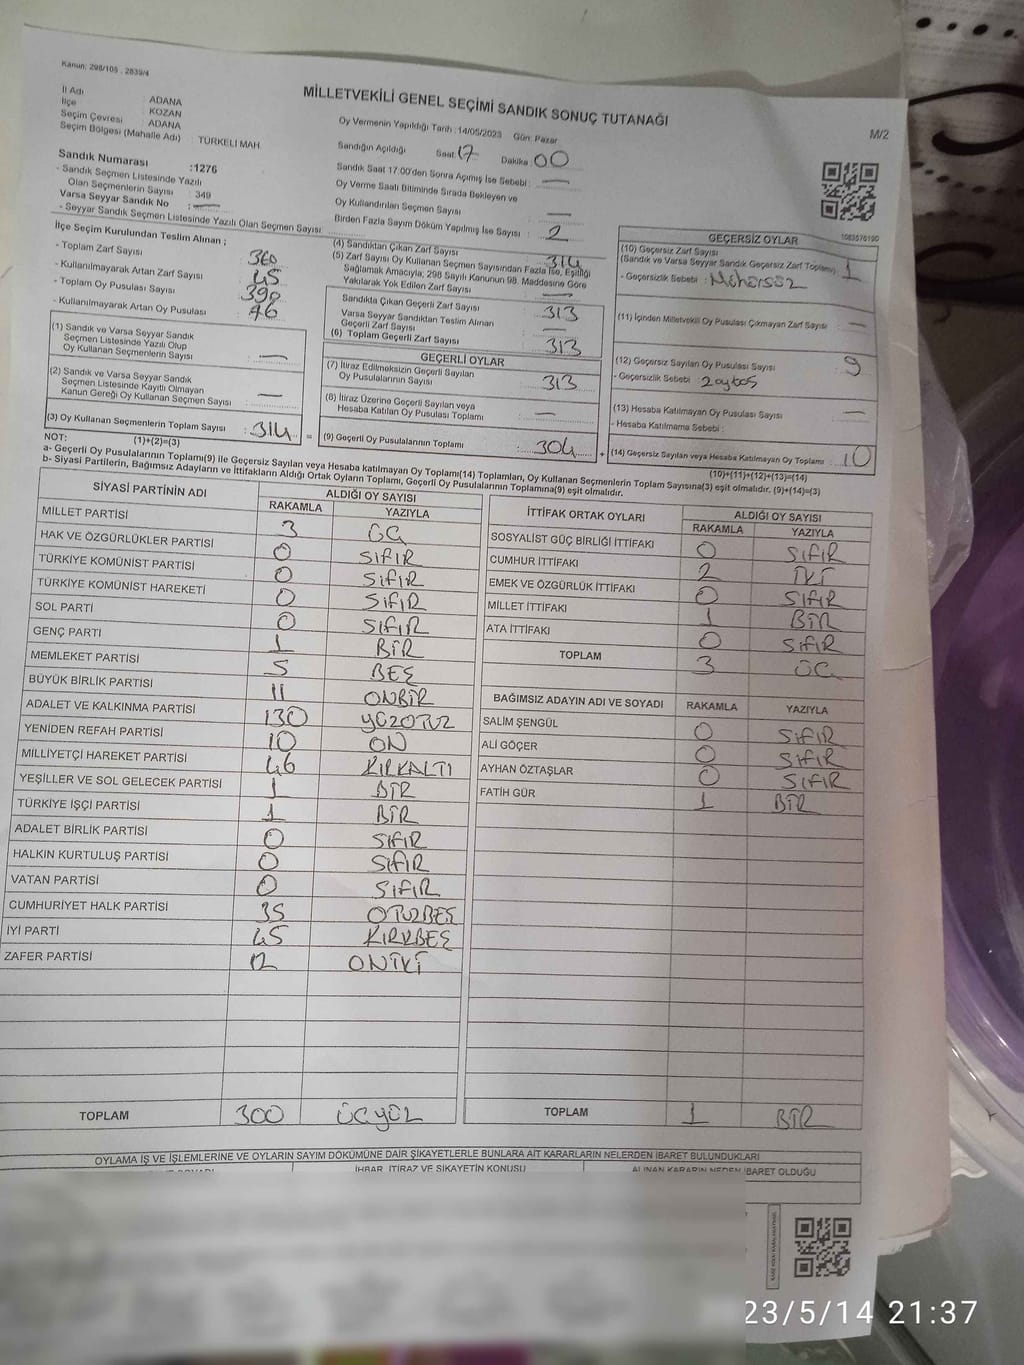 Kanun: 298/105 , 2839/4
MİLLETVEKİLİ GENEL SEÇİMİ SANDIK SONUÇ TUTANAĞI
M/2
İl Adı : ADANA
İlçe : KOZAN
Seçim Çevresi : ADANA
Seçim Bölgesi (Mahalle Adı) : TÜRKELİ MAH.
Sandık Numarası : 1276
- Sandık Seçmen Listesinde Yazılı
Olan Seçmenlerin Sayısı : 349
Varsa Seyyar Sandık No : —
- Seyyar Sandık Seçmen Listesinde Yazılı Olan Seçmen Sayısı
Oy Vermenin Yapıldığı Tarih :14/05/2023 Gün: Pazar
Sandığın Açıldığı Saat: 17 Dakika: 00
Sandık Saat 17.00'den Sonra Açılmış İse Sebebi : —
Oy Verme Saati Bitiminde Sırada Bekleyen ve
Oy Kullandırılan Seçmen Sayısı —
Birden Fazla Sayım Döküm Yapılmış İse Sayısı : 2
1083576190
İlçe Seçim Kurulundan Teslim Alınan ;
- Toplam Zarf Sayısı 360
- Kullanılmayarak Artan Zarf Sayısı 45
- Toplam Oy Pusulası Sayısı 390
- Kullanılmayarak Artan Oy Pusulası 76
(1) Sandık ve Varsa Seyyar Sandık
Seçmen Listesinde Yazılı Olup
Oy Kullanan Seçmenlerin Sayısı : —
(2) Sandık ve Varsa Seyyar Sandık
Seçmen Listesinde Kayıtlı Olmayan
Kanun Gereği Oy Kullanan Seçmen Sayısı : —
(3) Oy Kullanan Seçmenlerin Toplam Sayısı : 314
(1)+(2)=(3)
(4) Sandıktan Çıkan Zarf Sayısı : 314
(5) Zarf Sayısı Oy Kullanan Seçmen Sayısından Fazla İse, Eşitliği
Sağlamak Amacıyla; 298 Sayılı Kanunun 98. Maddesine Göre
Yakılarak Yok Edilen Zarf Sayısı : —
Sandıkta Çıkan Geçerli Zarf Sayısı : 313
Varsa Seyyar Sandıktan Teslim Alınan
Geçerli Zarf Sayısı : —
(6) Toplam Geçerli Zarf Sayısı : 313
GEÇERLİ OYLAR
(7) İtiraz Edilmeksizin Geçerli Sayılan
Oy Pusulalarının Sayısı : 313
(8) İtiraz Üzerine Geçerli Sayılan veya
Hesaba Katılan Oy Pusulası Toplamı : —
= (9) Geçerli Oy Pusulalarının Toplamı : 304
GEÇERSİZ OYLAR
(10) Geçersiz Zarf Sayısı
(Sandık ve Varsa Seyyar Sandık Geçersiz Zarf Toplamı) : 1
- Geçersizlik Sebebi : Mühürsüz
(11) İçinden Milletvekili Oy Pusulası Çıkmayan Zarf Sayısı : —
(12) Geçersiz Sayılan Oy Pusulası Sayısı : 9
- Geçersizlik Sebebi : 2 oy boş
(13) Hesaba Katılmayan Oy Pusulası Sayısı : —
- Hesaba Katılmama Sebebi :
+ (14) Geçersiz Sayılan veya Hesaba Katılmayan Oy Toplamı : 10
(10)+(11)+(12)+(13)=(14)
NOT:
a- Geçerli Oy Pusulalarının Toplamı(9) ile Geçersiz Sayılan veya Hesaba katılmayan Oy Toplamı(14) Toplamları, Oy Kullanan Seçmenlerin Toplam Sayısına(3) eşit olmalıdır. (9)+(14)=(3)
b- Siyasi Partilerin, Bağımsız Adayların ve İttifakların Aldığı Ortak Oyların Toplamı, Geçerli Oy Pusulalarının Toplamına(9) eşit olmalıdır.
SİYASİ PARTİNİN ADI ALDIĞI OY SAYISI
RAKAMLA YAZIYLA
MİLLET PARTİSİ 3 ÜÇ
HAK VE ÖZGÜRLÜKLER PARTİSİ 0 SIFIR
TÜRKİYE KOMÜNİST PARTİSİ 0 SIFIR
TÜRKİYE KOMÜNİST HAREKETİ 0 SIFIR
SOL PARTİ 0 SIFIR
GENÇ PARTİ 1 BİR
MEMLEKET PARTİSİ 5 BEŞ
BÜYÜK BİRLİK PARTİSİ 11 ONBİR
ADALET VE KALKINMA PARTİSİ 130 YÜZOTUZ
YENİDEN REFAH PARTİSİ 10 ON
MİLLİYETÇİ HAREKET PARTİSİ 46 KIRKALTI
YEŞİLLER VE SOL GELECEK PARTİSİ 1 BİR
TÜRKİYE İŞÇİ PARTİSİ 1 BİR
ADALET BİRLİK PARTİSİ 0 SIFIR
HALKIN KURTULUŞ PARTİSİ 0 SIFIR
VATAN PARTİSİ 0 SIFIR
CUMHURİYET HALK PARTİSİ 35 OTUZBEŞ
İYİ PARTİ 45 KIRKBEŞ
ZAFER PARTİSİ 12 ONİKİ
TOPLAM 300 ÜÇYÜZ
İTTİFAK ORTAK OYLARI ALDIĞI OY SAYISI
RAKAMLA YAZIYLA
SOSYALİST GÜÇ BİRLİĞİ İTTİFAKI 0 SIFIR
CUMHUR İTTİFAKI 2 İKİ
EMEK VE ÖZGÜRLÜK İTTİFAKI 0 SIFIR
MİLLET İTTİFAKI 1 BİR
ATA İTTİFAKI 0 SIFIR
TOPLAM 3 ÜÇ
BAĞIMSIZ ADAYIN ADI VE SOYADI RAKAMLA YAZIYLA
SALİM ŞENGÜL 0 SIFIR
ALİ GÖÇER 0 SIFIR
AYHAN ÖZTAŞLAR 0 SIFIR
FATİH GÜR 1 BİR
TOPLAM 1 BİR
OYLAMA İŞ VE İŞLEMLERİNE VE OYLARIN SAYIM DÖKÜMÜNE DAİR ŞİKAYETLERLE BUNLARA AİT KARARLARIN NELERDEN İBARET BULUNDUKLARI
İHBAR, İTİRAZ VE ŞİKAYETİN KONUSU ALINAN KARARIN NEDEN İBARET OLDUĞU
23/5/14 21:37